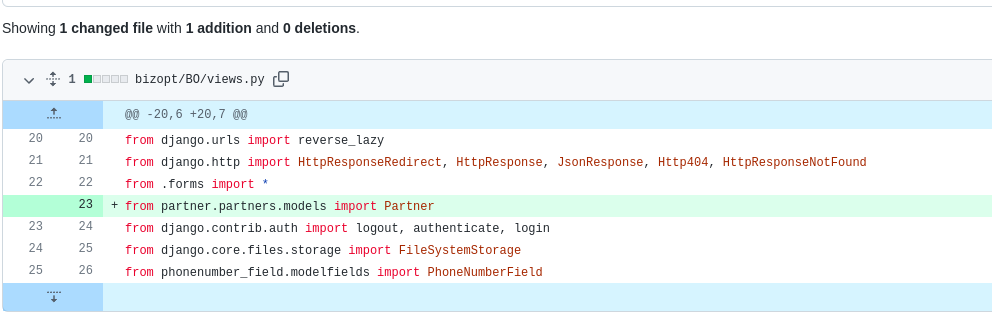 Showing 1 changed file with 1 addition and 0 deletions.
1 bizopt/BO/views.py
@@ -20,6 +20,7 @@
20 20 from django.urls import reverse_lazy
21 21 from django.http import HttpResponseRedirect, HttpResponse, JsonResponse, Http404, HttpResponseNotFound
22 22 from .forms import *
23 + from partner.partners.models import Partner
23 24 from django.contrib.auth import logout, authenticate, login
24 25 from django.core.files.storage import FileSystemStorage
25 26 from phonenumber_field.modelfields import PhoneNumberField